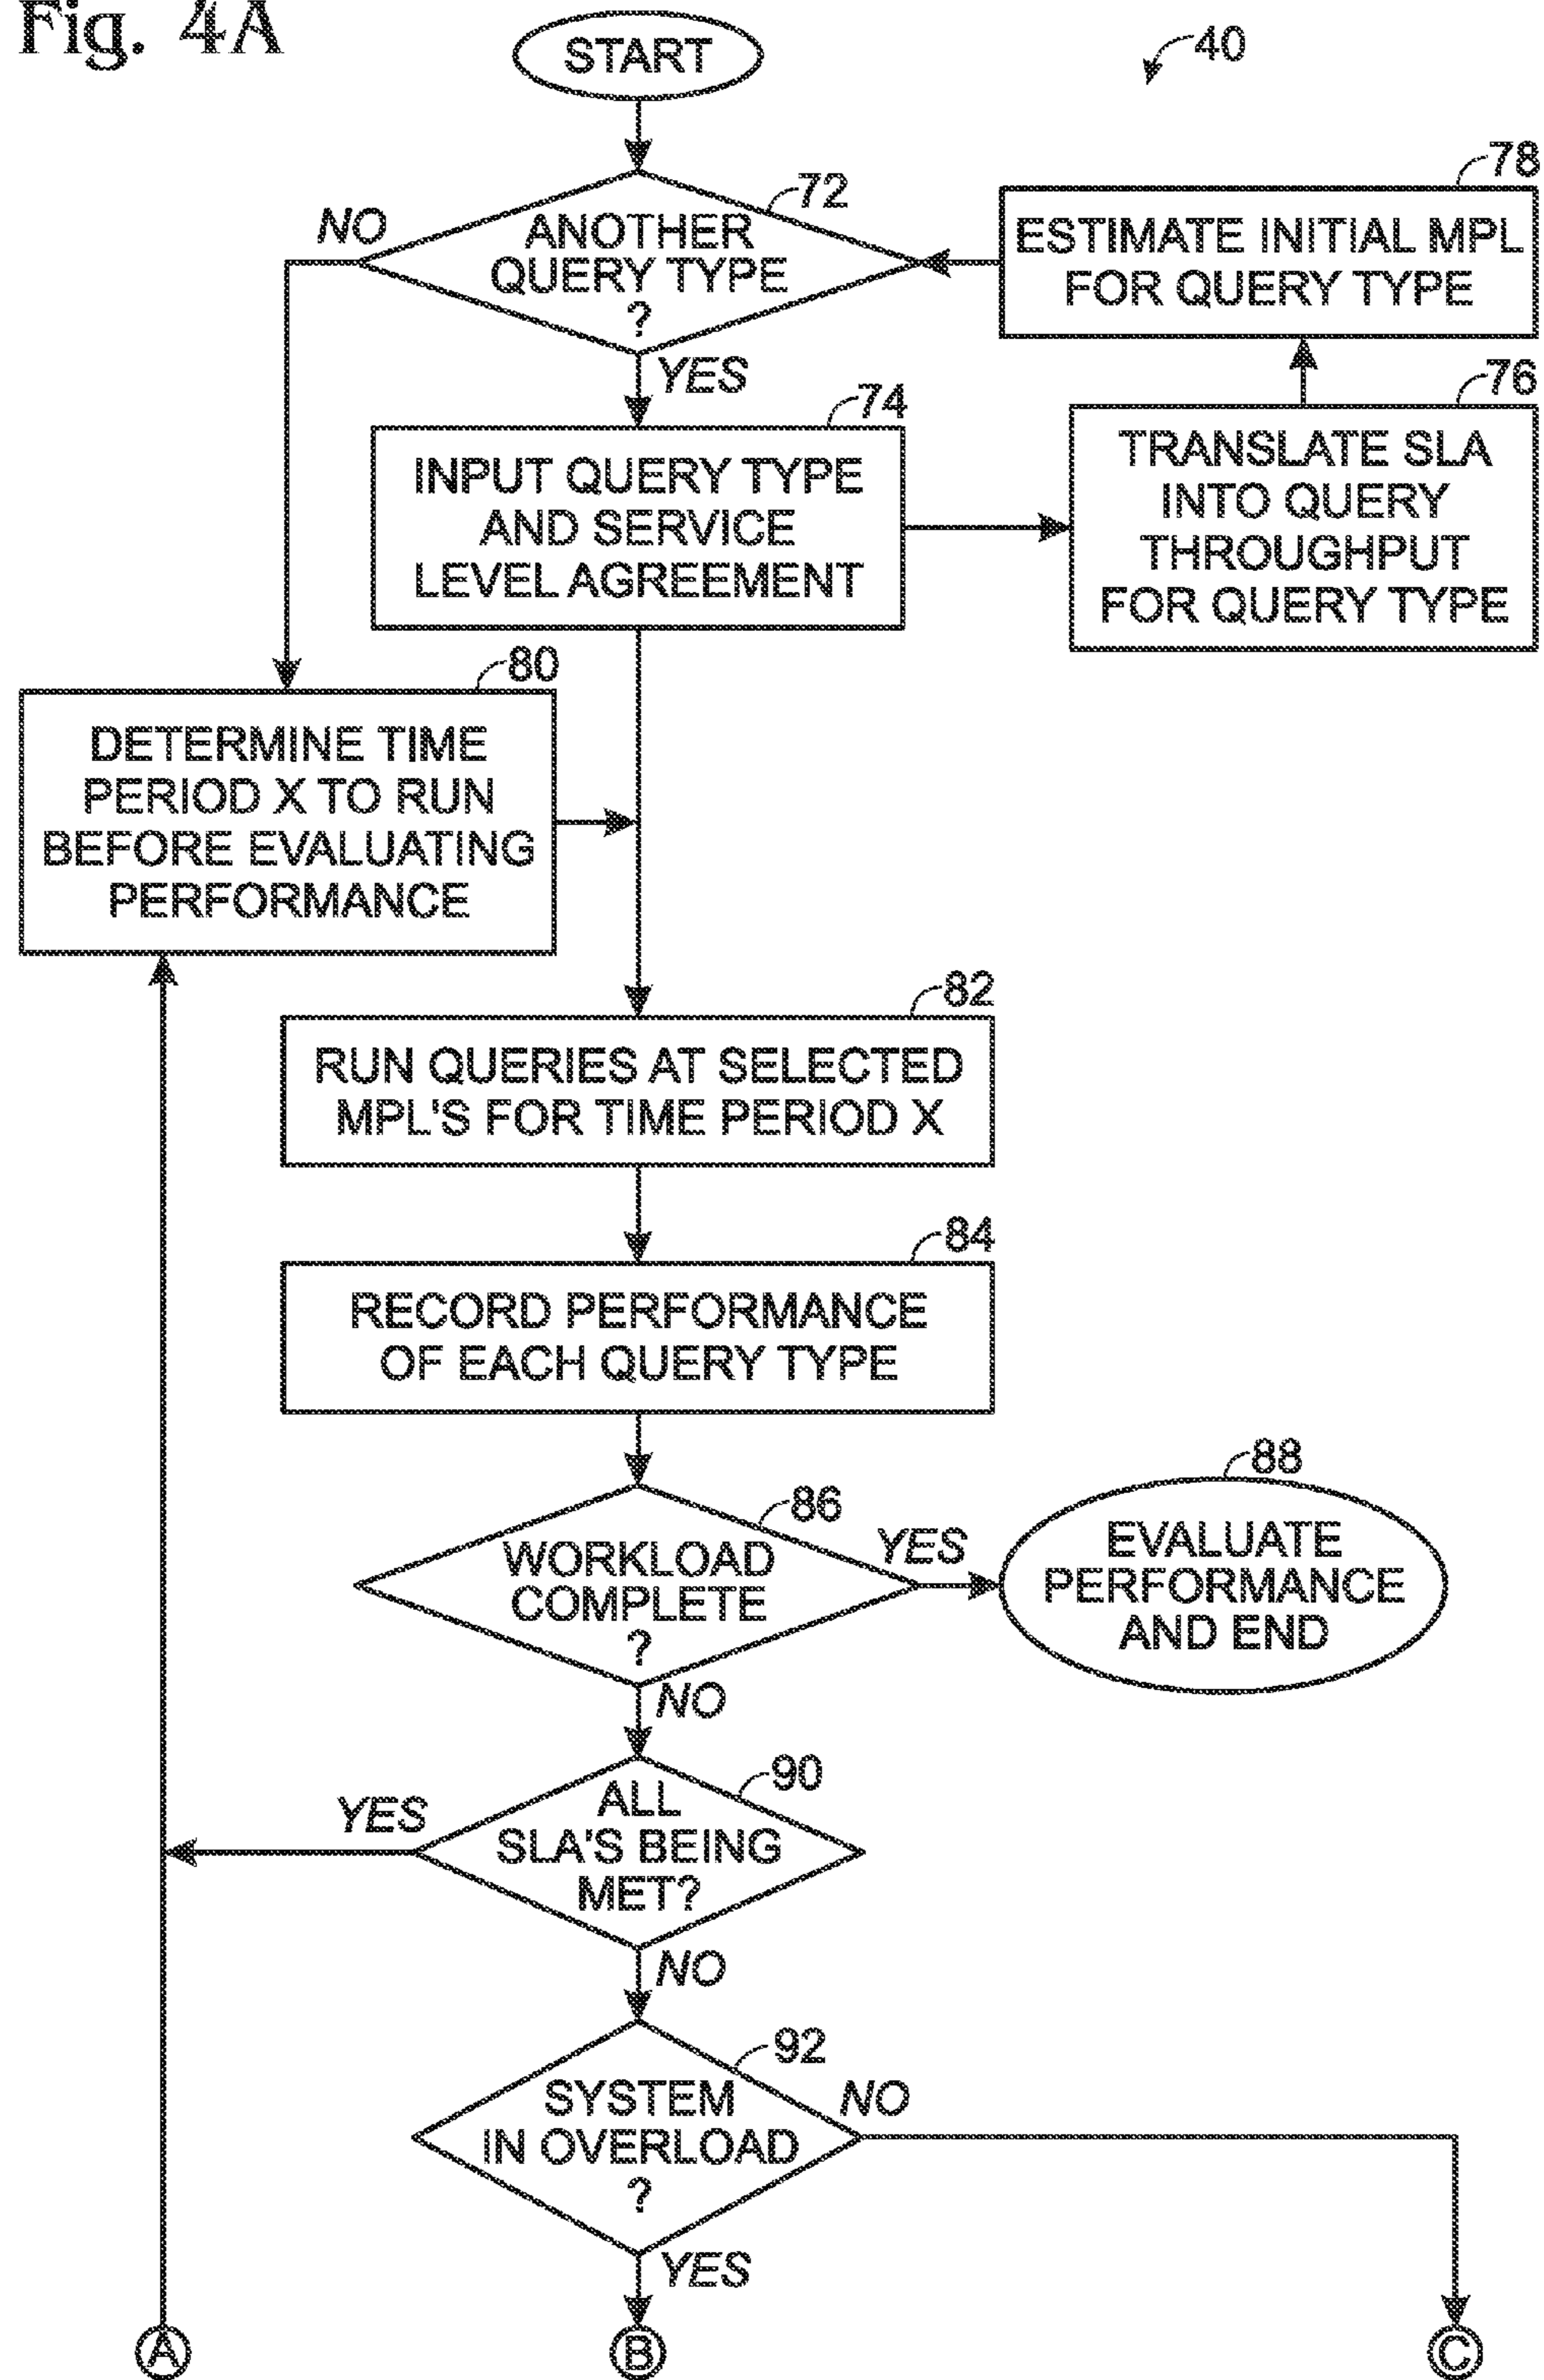 Fig. 4A
START
40
72
NO
ANOTHER
QUERY TYPE
?
YES
78
ESTIMATE INITIAL MPL
FOR QUERY TYPE
74
INPUT QUERY TYPE
AND SERVICE
LEVEL AGREEMENT
76
TRANSLATE SLA
INTO QUERY
THROUGHPUT
FOR QUERY TYPE
80
DETERMINE TIME
PERIOD X TO RUN
BEFORE EVALUATING
PERFORMANCE
82
RUN QUERIES AT SELECTED
MPL'S FOR TIME PERIOD X
84
RECORD PERFORMANCE
OF EACH QUERY TYPE
86
WORKLOAD
COMPLETE
?
YES
88
EVALUATE
PERFORMANCE
AND END
NO
90
YES
ALL
SLA'S BEING
MET?
NO
92
SYSTEM
IN OVERLOAD
?
NO
YES
A
B
C